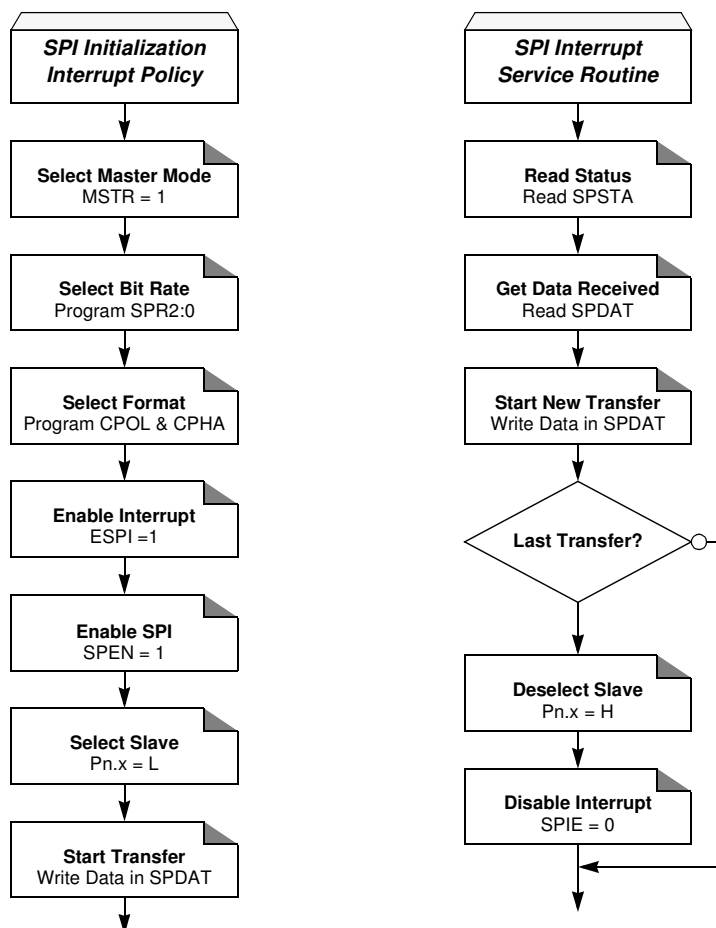 SPI Initialization
Interrupt Policy
Select Master Mode
MSTR = 1
Select Bit Rate
Program SPR2:0
Select Format
Program CPOL & CPHA
Enable Interrupt
ESPI =1
Enable SPI
SPEN = 1
Select Slave
Pn.x = L
Start Transfer
Write Data in SPDAT
SPI Interrupt
Service Routine
Read Status
Read SPSTA
Get Data Received
Read SPDAT
Start New Transfer
Write Data in SPDAT
Last Transfer?
Deselect Slave
Pn.x = H
Disable Interrupt
SPIE = 0